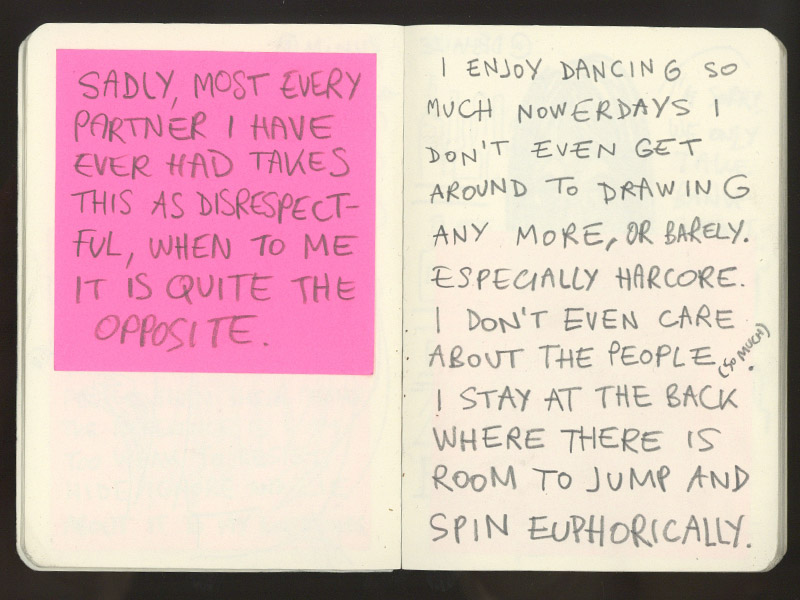 SADLY, MOST EVERY
PARTNER I HAVE
EVER HAD TAKES
THIS AS DISRESPECT-
FUL, WHEN TO ME
IT IS QUITE THE
OPPOSITE.
I ENJOY DANCING SO
MUCH NOWERDAYS I
DON'T EVEN GET
AROUND TO DRAWING
ANY MORE, OR BARELY.
ESPECIALLY HARCORE.
I DON'T EVEN CARE
ABOUT THE PEOPLE (SO MUCH).
I STAY AT THE BACK
WHERE THERE IS
ROOM TO JUMP AND
SPIN EUPHORICALLY.